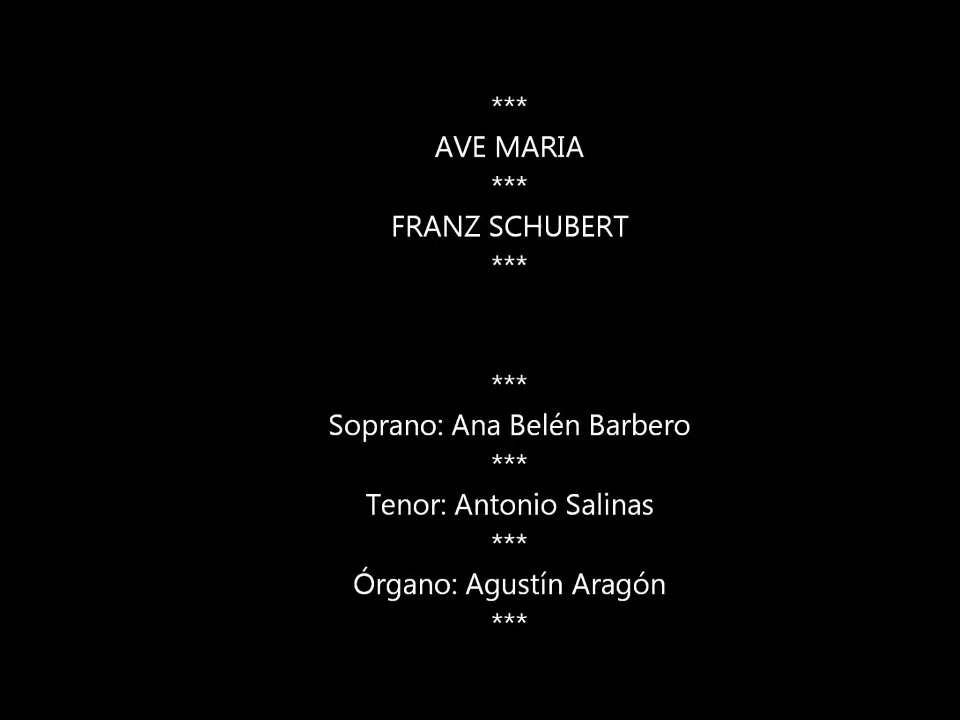 ***
AVE MARIA
***
FRANZ SCHUBERT
***
***
Soprano: Ana Belén Barbero
***
Tenor: Antonio Salinas
***
Órgano: Agustín Aragón
***